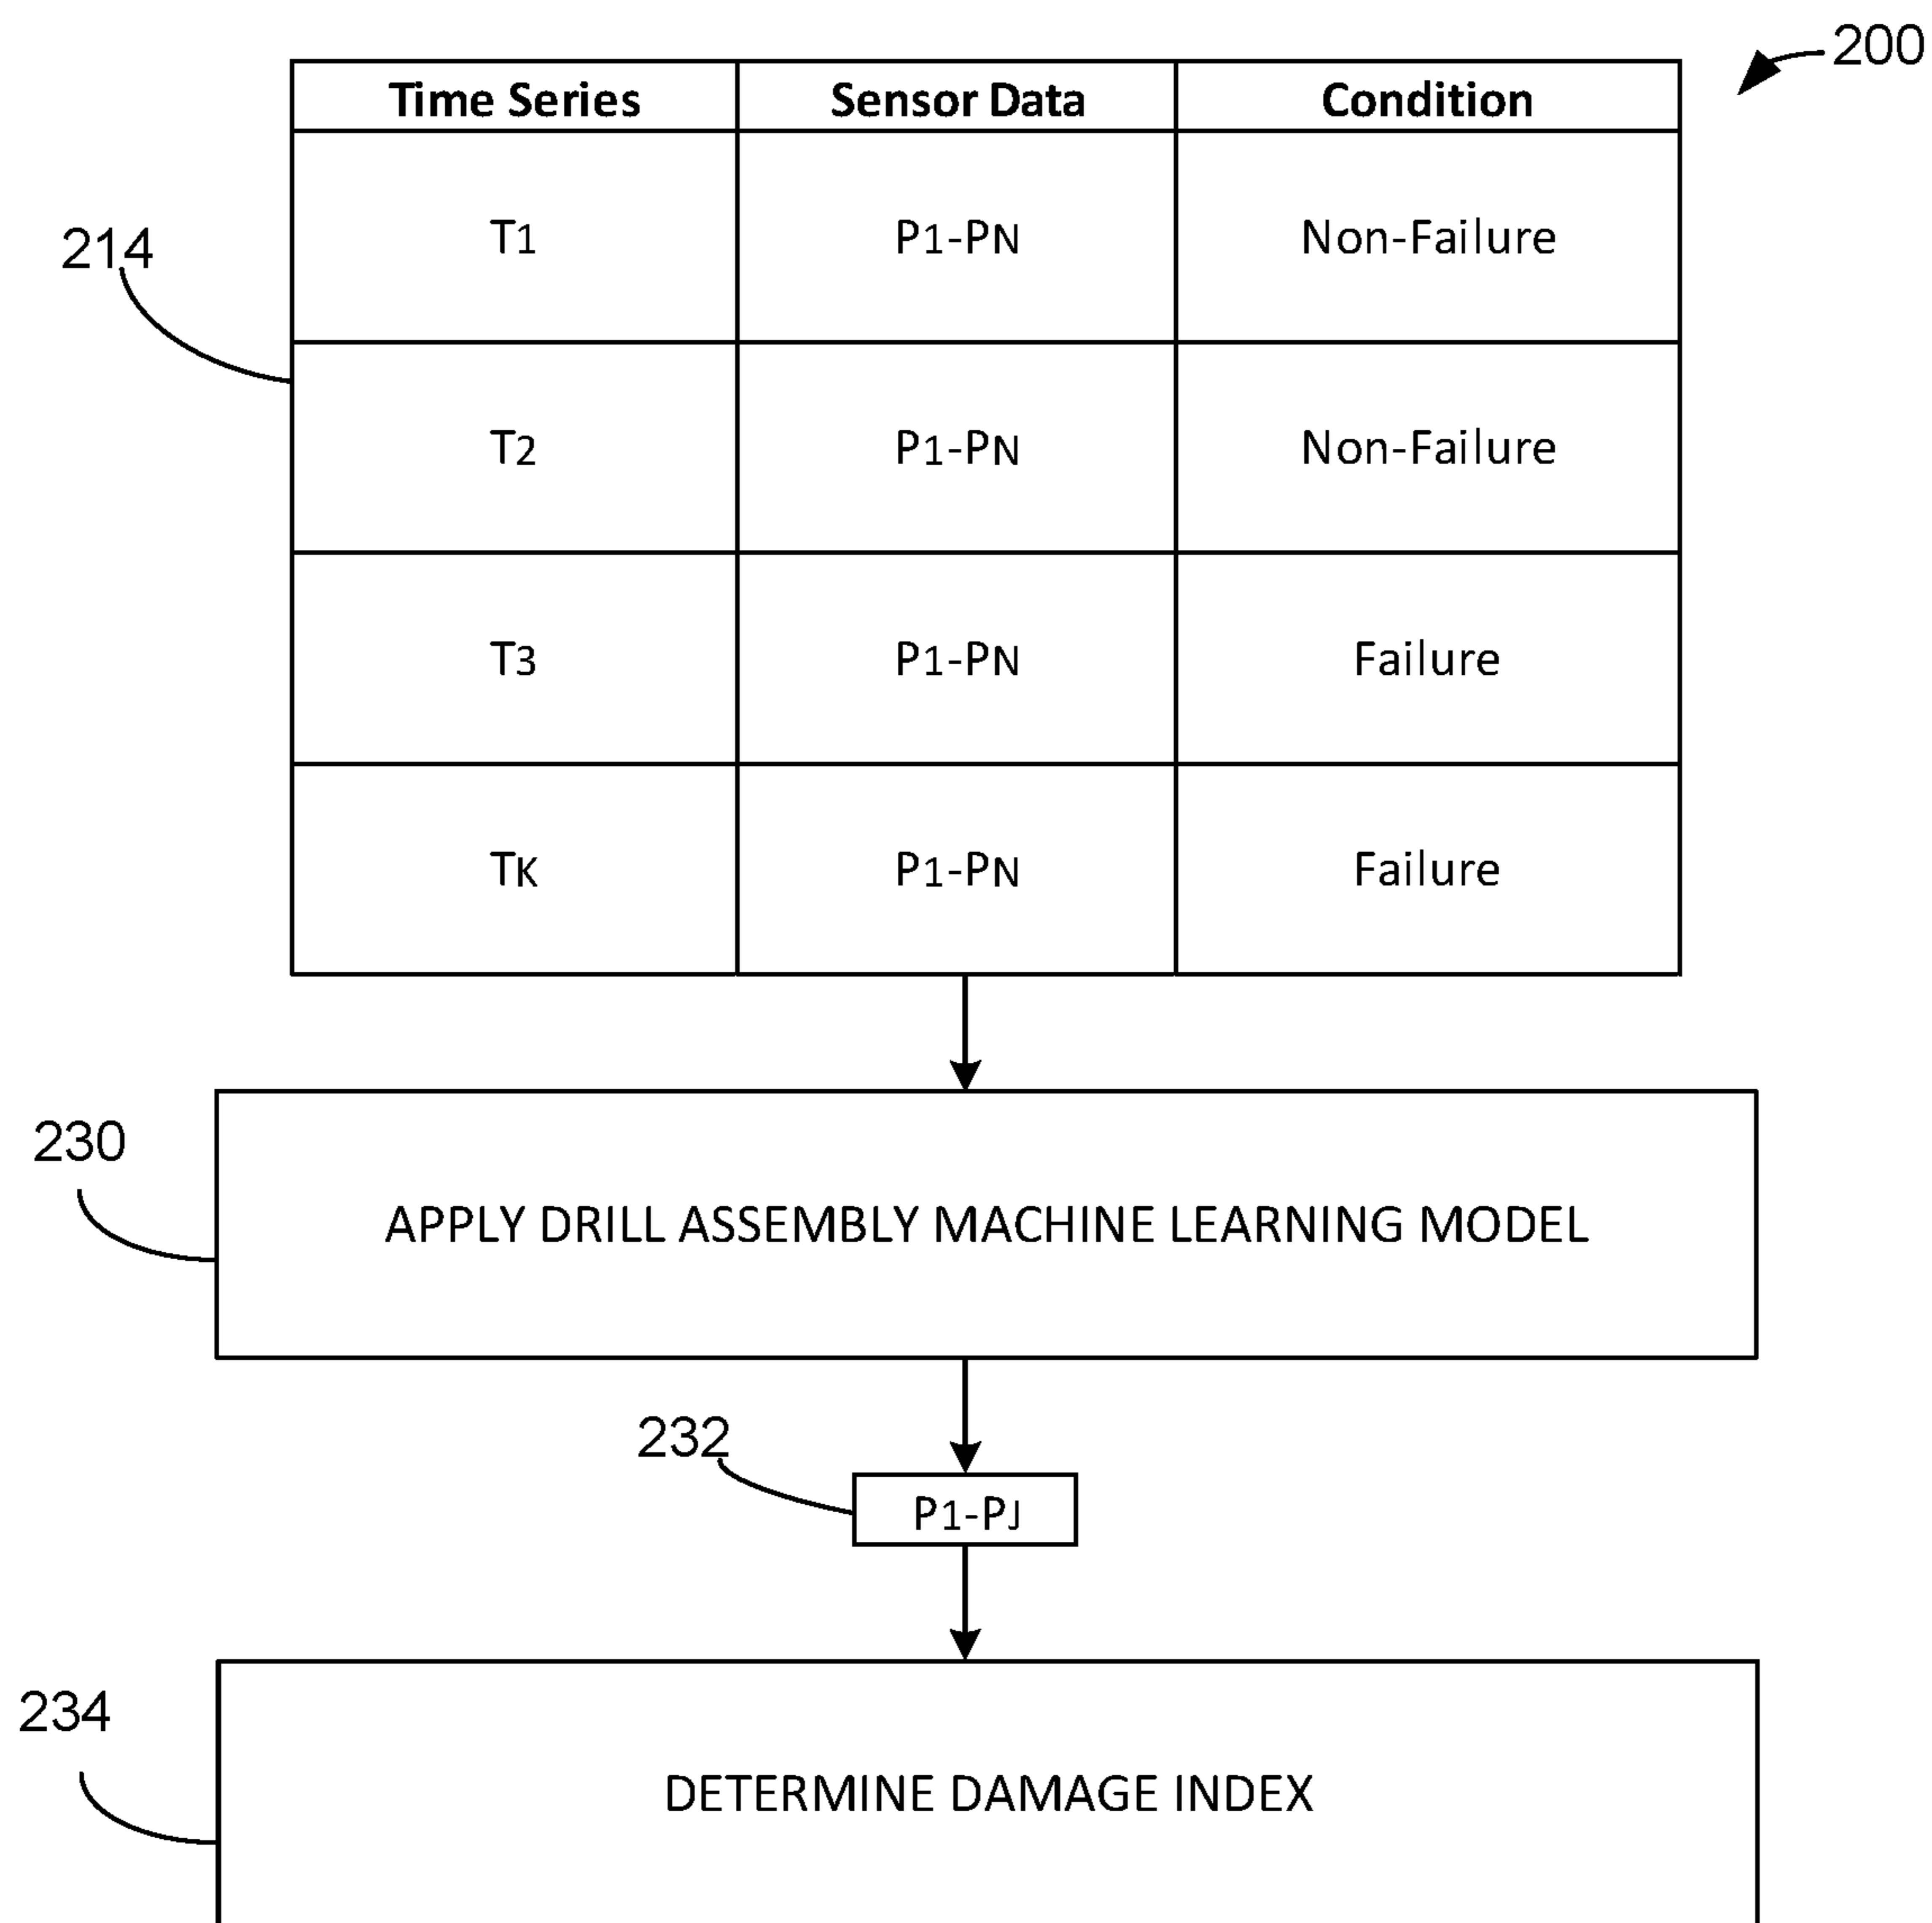 200
Time Series Sensor Data Condition
T1 P1-PN Non-Failure
214
T2 P1-PN Non-Failure
T3 P1-PN Failure
TK P1-PN Failure
230
APPLY DRILL ASSEMBLY MACHINE LEARNING MODEL
232
P1-PJ
234
DETERMINE DAMAGE INDEX